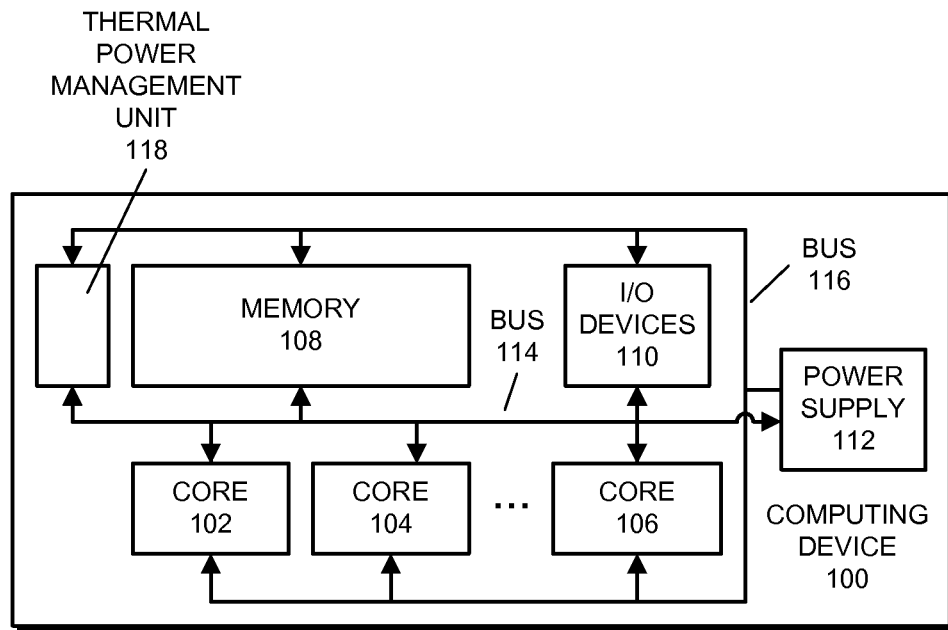 THERMAL
POWER
MANAGEMENT
UNIT
118
BUS
116
MEMORY
108
BUS
114
I/O
DEVICES
110
POWER
SUPPLY
112
CORE
102
CORE
104
...
CORE
106
COMPUTING
DEVICE
100